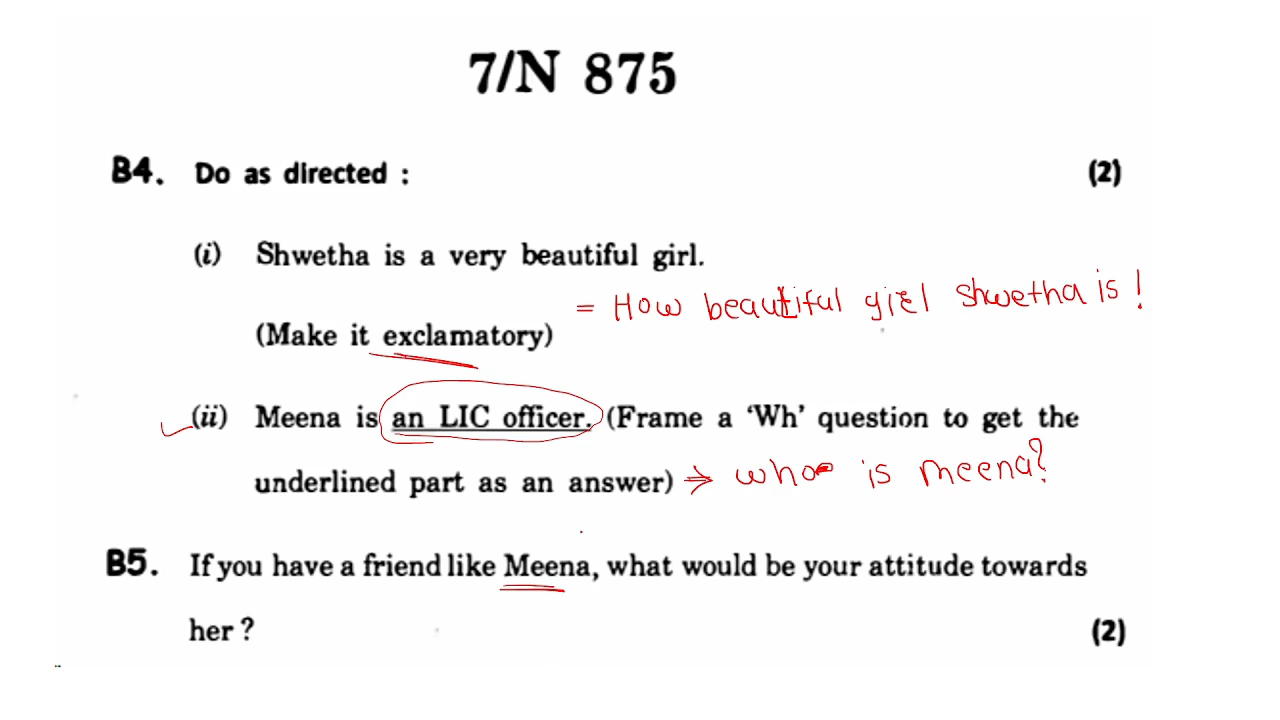 7/N 875
B4. Do as directed : (2)
(i) Shwetha is a very beautiful girl.
= How beautiful girl Shwetha is !
(Make it exclamatory)
(ii) Meena is an LIC officer. (Frame a ‘Wh’ question to get the
underlined part as an answer) ⇒ who is meena?
B5. If you have a friend like Meena, what would be your attitude towards
her ? (2)